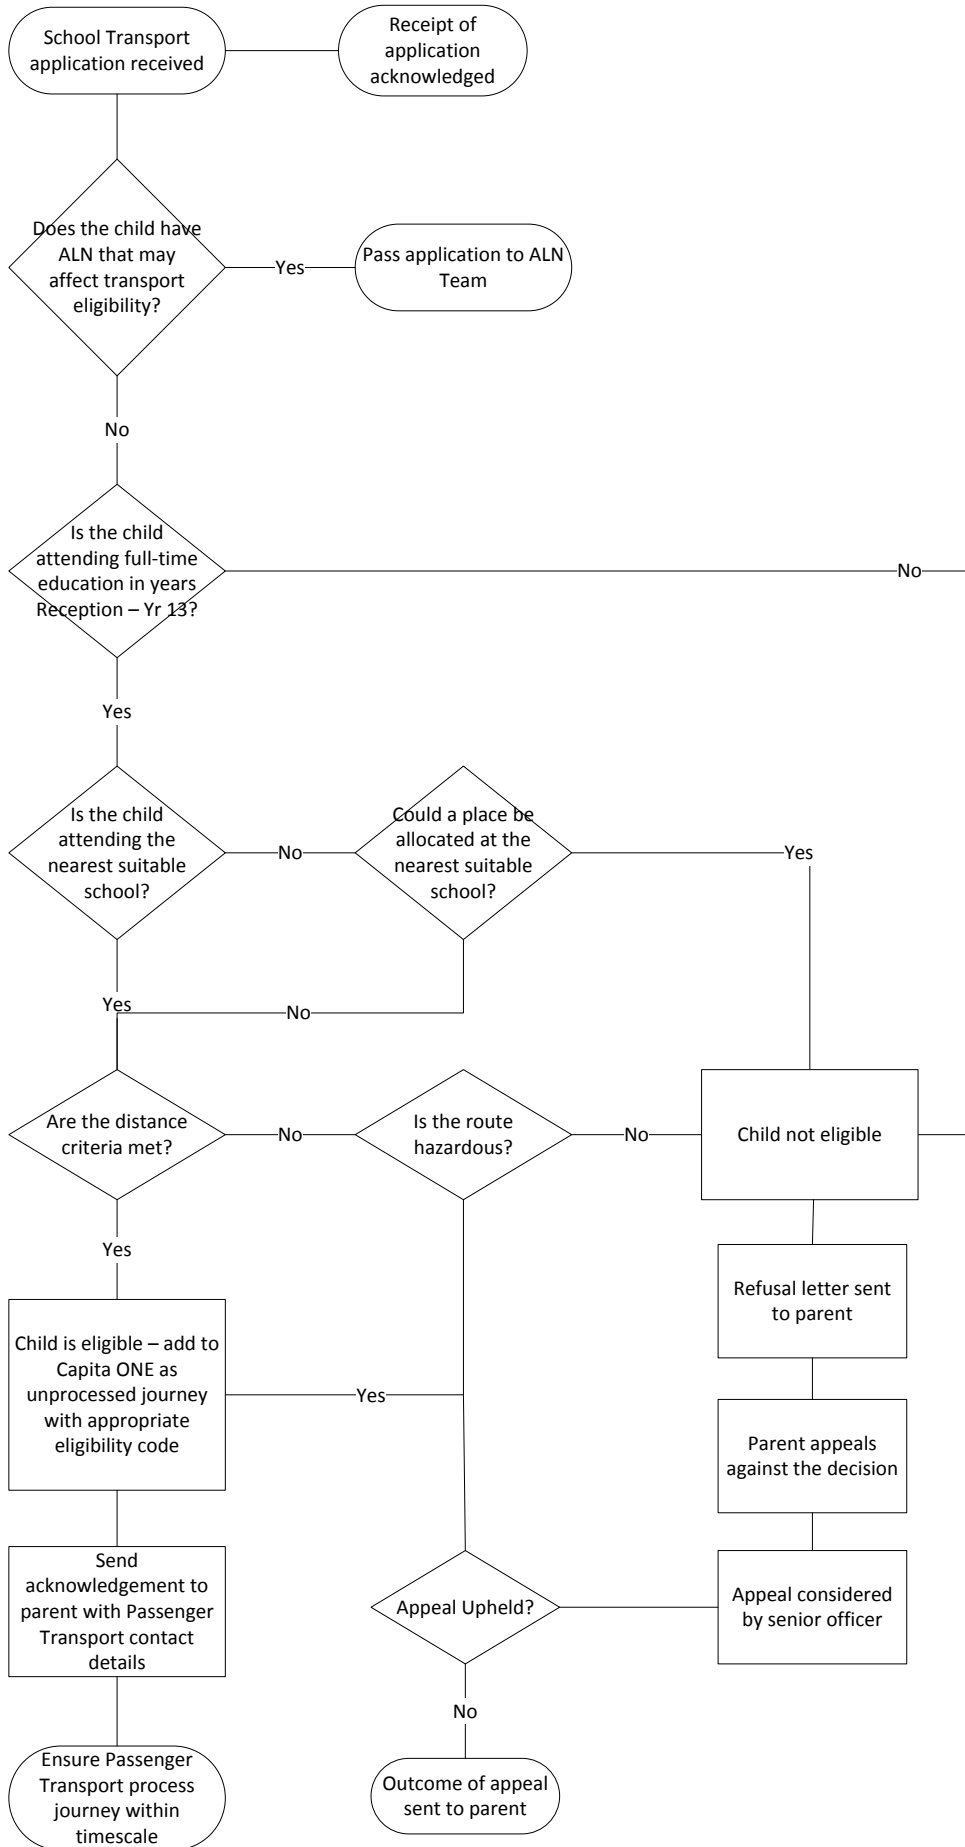 School Transport
application received
Receipt of
application
acknowledged
Does the child have
ALN that may
affect transport
eligibility?
Yes
Pass application to ALN
Team
No
Is the child
attending full-time
education in years
Reception – Yr 13?
No
Yes
Is the child
attending the
nearest suitable
school?
No
Could a place be
allocated at the
nearest suitable
school?
Yes
Yes
No
Are the distance
criteria met?
No
Is the route
hazardous?
No
Child not eligible
Yes
Refusal letter sent
to parent
Child is eligible – add to
Capita ONE as
unprocessed journey
with appropriate
eligibility code
Yes
Parent appeals
against the decision
Send
acknowledgement to
parent with Passenger
Transport contact
details
Appeal Upheld?
Appeal considered
by senior officer
No
Ensure Passenger
Transport process
journey within
timescale
Outcome of appeal
sent to parent